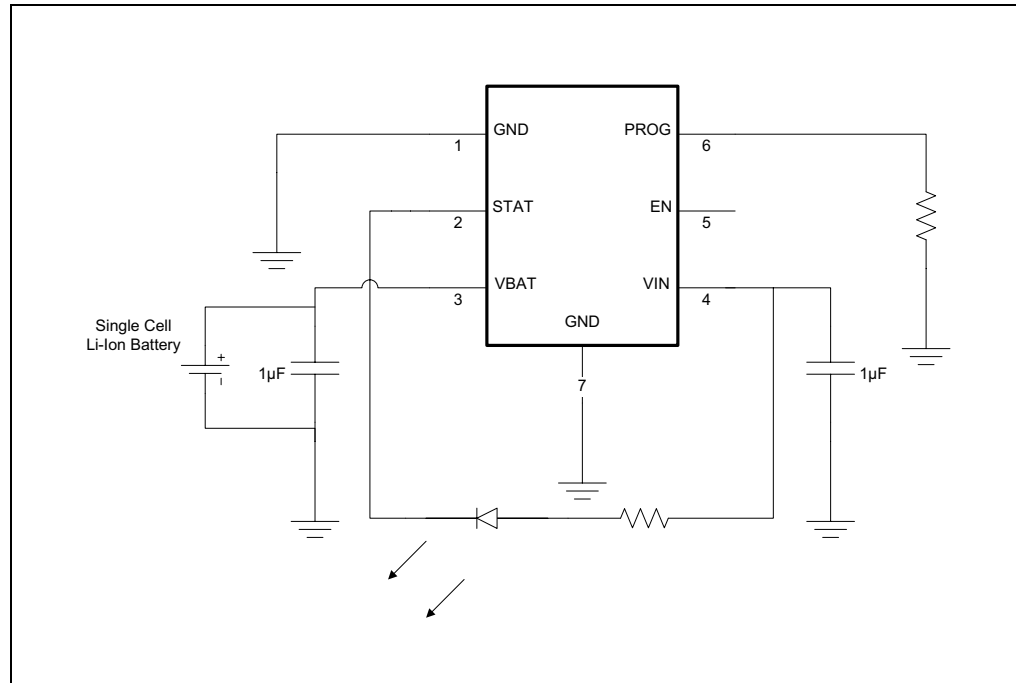 GND
PROG
1
6
STAT
EN
2
5
VBAT
VIN
3
4
GND
Single Cell
Li-Ion Battery
+
–
1µF
1µF
7